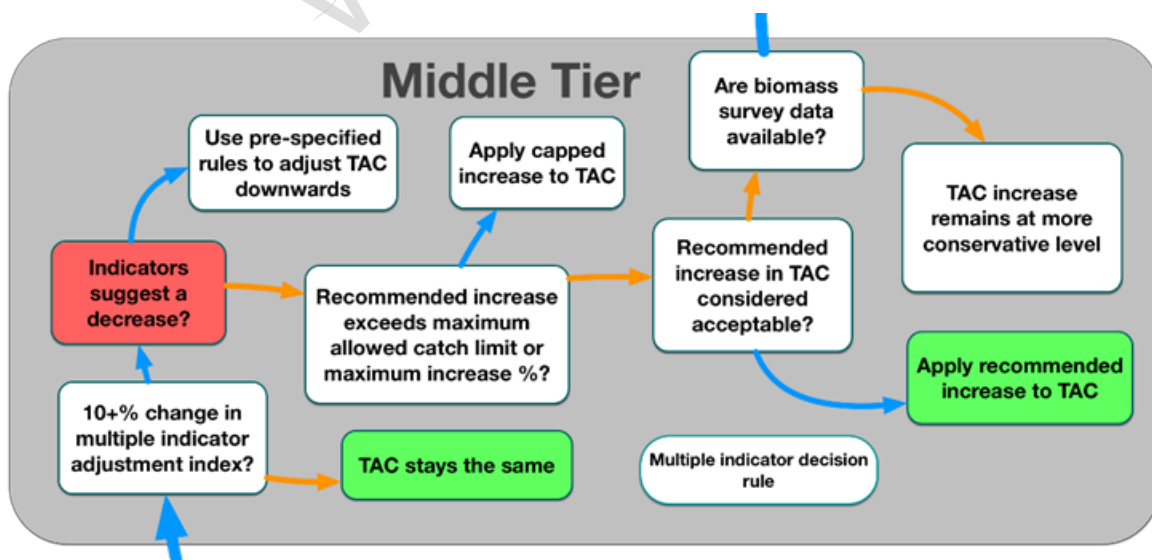 Middle Tier
Are biomass
survey data
available?
Use pre-specified
rules to adjust TAC
downwards
Apply capped
increase to TAC
TAC increase
remains at more
conservative level
Indicators
suggest a
decrease?
Recommended increase
exceeds maximum
allowed catch limit or
maximum increase %?
Recommended
increase in TAC
considered
acceptable?
Apply recommended
increase to TAC
10+% change in
multiple indicator
adjustment index?
TAC stays the same
Multiple indicator decision
rule